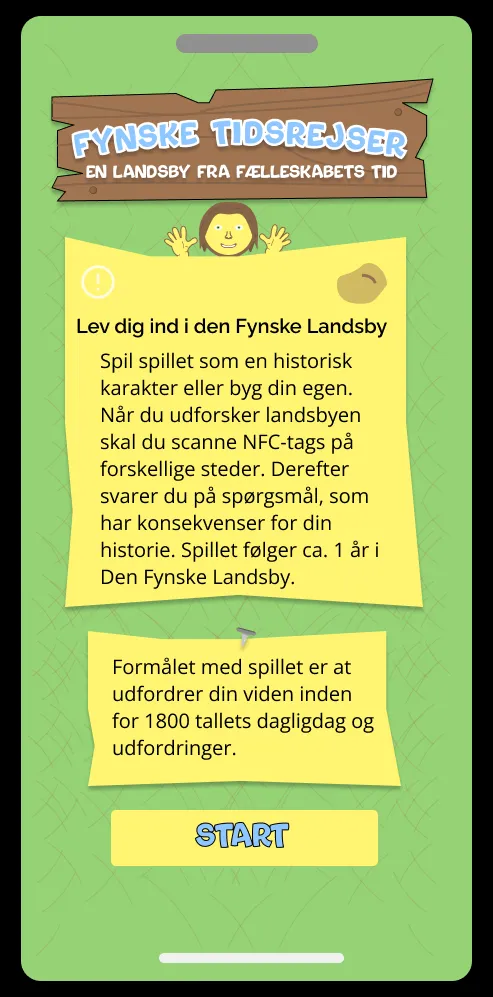 FYNSKE TIDSREJSER
EN LANDSBY FRA FÆLLESKABETS TID
Lev dig ind i den Fynske Landsby
Spil spillet som en historisk
karakter eller byg din egen.
Når du udforsker landsbyen
skal du scanne NFC-tags på
forskellige steder. Derefter
svarer du på spørgsmål, som
har konsekvenser for din
historie. Spillet følger ca. 1 år i
Den Fynske Landsby.
Formålet med spillet er at
udfordrer din viden inden
for 1800 tallets dagligdag og
udfordringer.
START